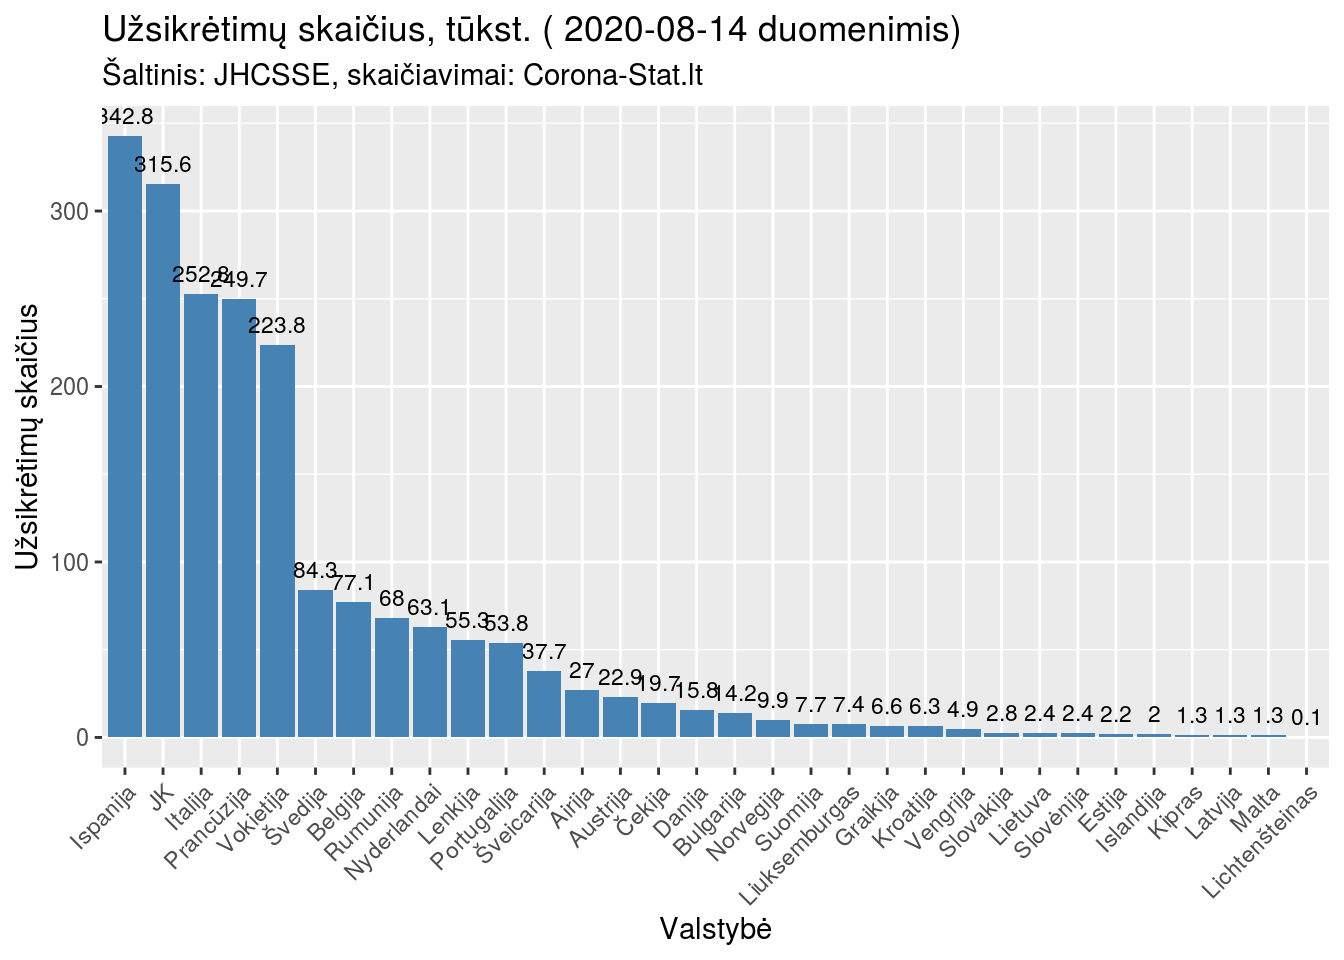 Užsikrėtimų skaičius, tūkst. ( 2020-08-14 duomenimis)
Šaltinis: JHCSSE, skaičiavimai: Corona-Stat.lt
Užsikrėtimų skaičius
300
200
100
0
342.8
315.6
252.8
249.7
223.8
84.3
77.1
68
63.1
55.3
53.8
37.7
27
22.9
19.7
15.8
14.2
9.9
7.7
7.4
6.6
6.3
4.9
2.8
2.4
2.4
2.2
2
1.3
1.3
1.3
0.1
Ispanija
JK
Italija
Prancūzija
Vokietija
Švedija
Belgija
Rumunija
Nyderlandai
Lenkija
Portugalija
Šveicarija
Airija
Austrija
Čekija
Danija
Bulgarija
Norvegija
Suomija
Liuksemburgas
Graikija
Kroatija
Vengrija
Slovakija
Lietuva
Slovėnija
Estija
Islandija
Kipras
Latvija
Malta
Lichtenšteinas
Valstybė